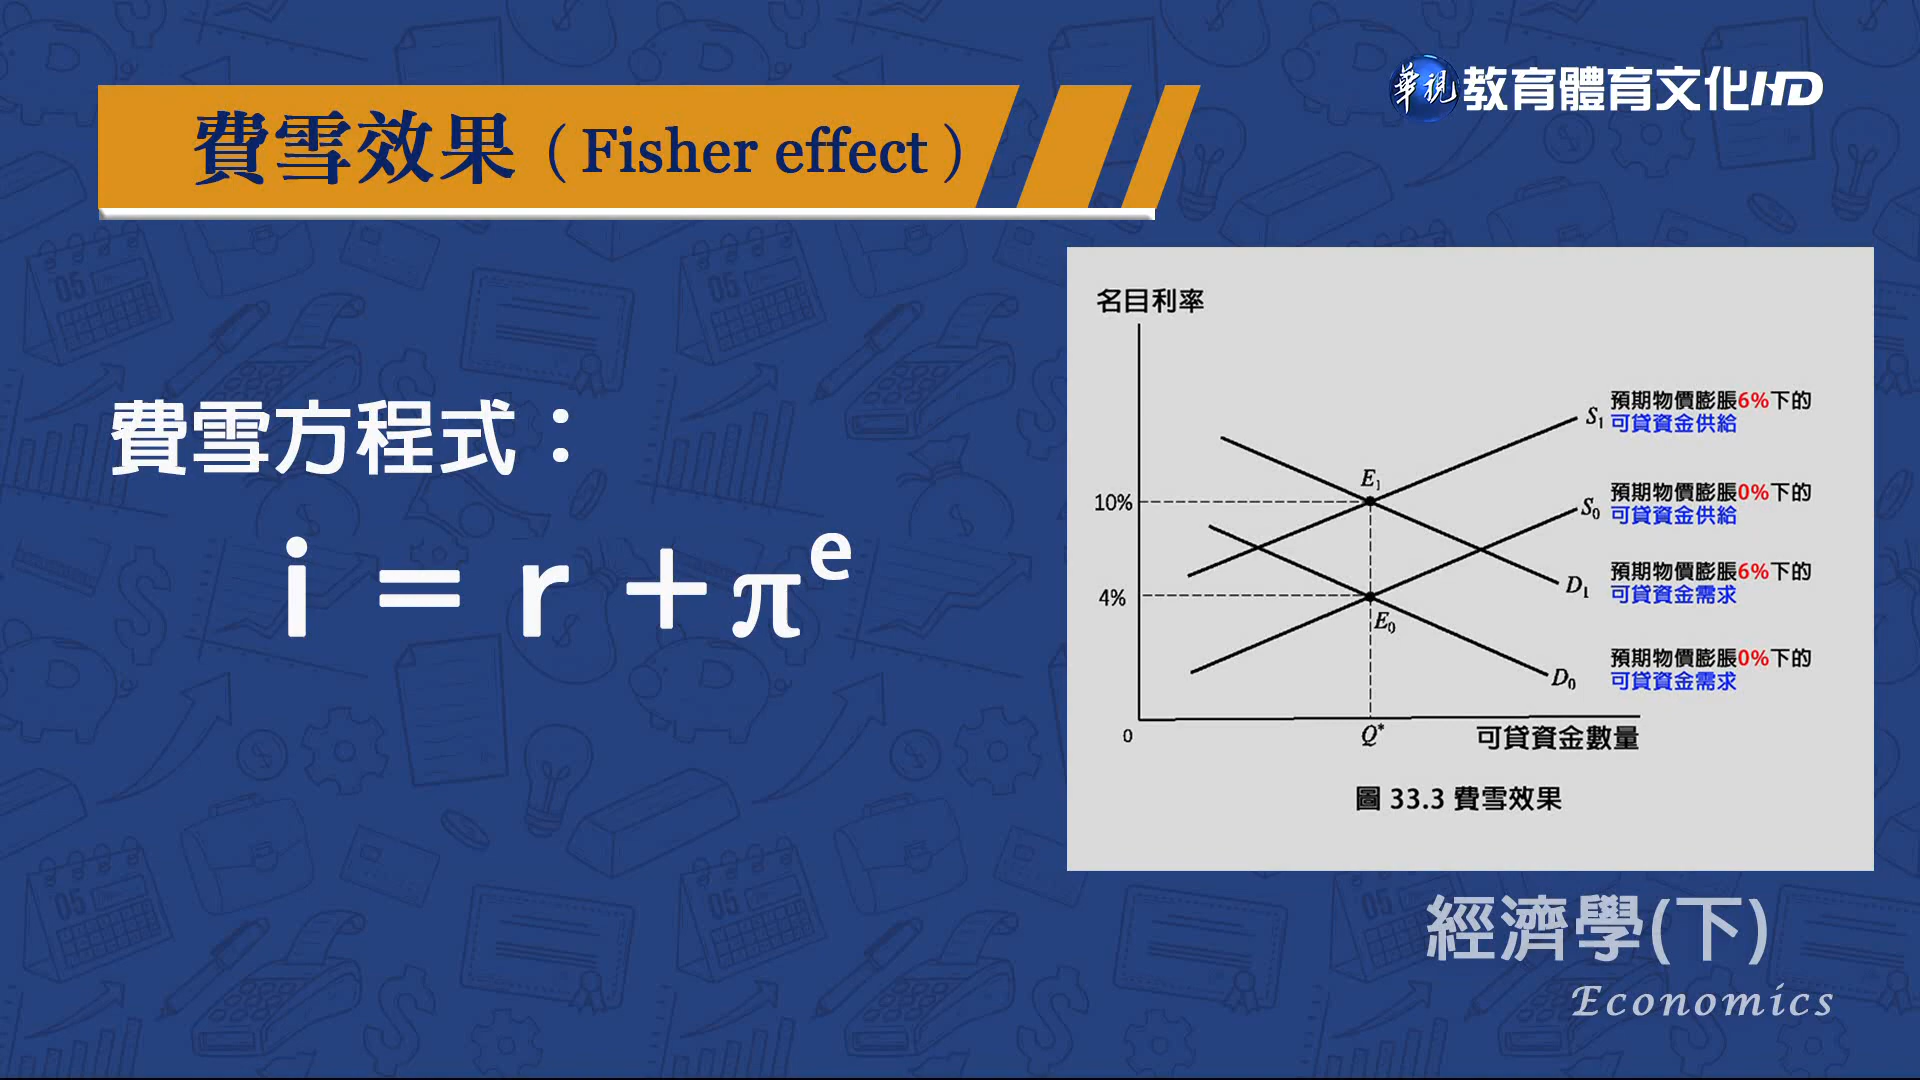 華視 教育體育文化HD
費雪效果（Fisher effect）
費雪方程式：
i = r + πᵉ
名目利率
S₁ 預期物價膨脹6%下的
可貸資金供給
E₁
10%
S₀ 預期物價膨脹0%下的
可貸資金供給
D₁ 預期物價膨脹6%下的
可貸資金需求
4%
E₀
D₀ 預期物價膨脹0%下的
可貸資金需求
0
Q*
可貸資金數量
圖 33.3 費雪效果
經濟學(下)
Economics
05
05
05
05